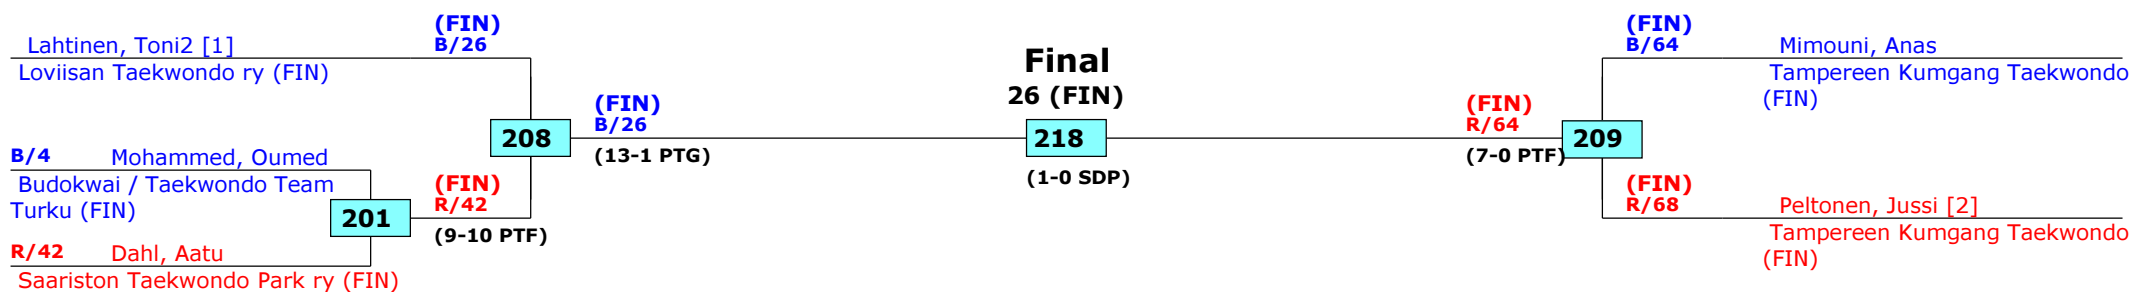 (FIN)
B/26
Lahtinen, Toni2 [1]
Loviisan Taekwondo ry (FIN)
B/4 Mohammed, Oumed
Budokwai / Taekwondo Team
Turku (FIN)
R/42 Dahl, Aatu
Saariston Taekwondo Park ry (FIN)
201
(FIN)
R/42
(9-10 PTF)
208
(FIN)
B/26
(13-1 PTG)
Final
26 (FIN)
218
(1-0 SDP)
(FIN)
R/64
(7-0 PTF)
209
(FIN)
B/64
Mimouni, Anas
Tampereen Kumgang Taekwondo
(FIN)
(FIN)
R/68
Peltonen, Jussi [2]
Tampereen Kumgang Taekwondo
(FIN)